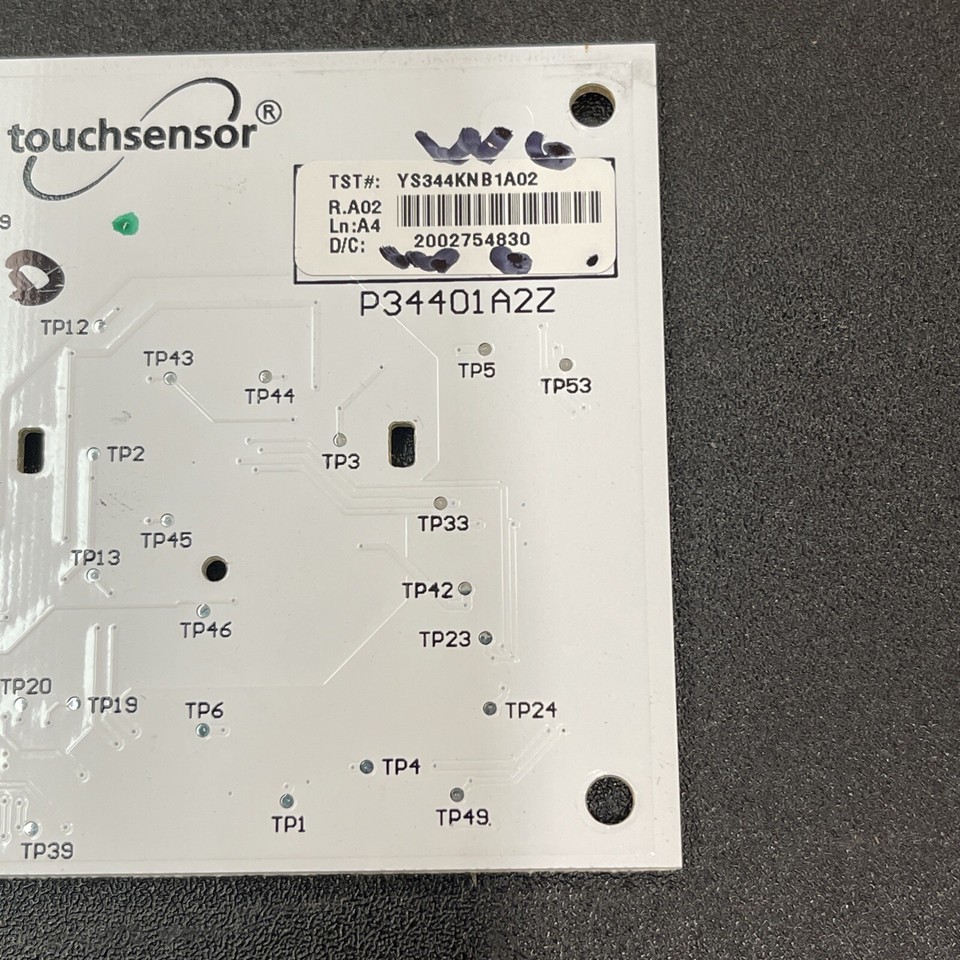 touchsensor®
TST#: YS344KNB1A02
R.A02
Ln:A4
D/C: 2002754830
P34401A2Z
9
TP12
TP43
TP44
TP5
TP53
TP2
TP3
TP33
TP45
TP13
TP42
TP46
TP23
TP20
TP19
TP6
TP24
TP4
TP1
TP49
TP39